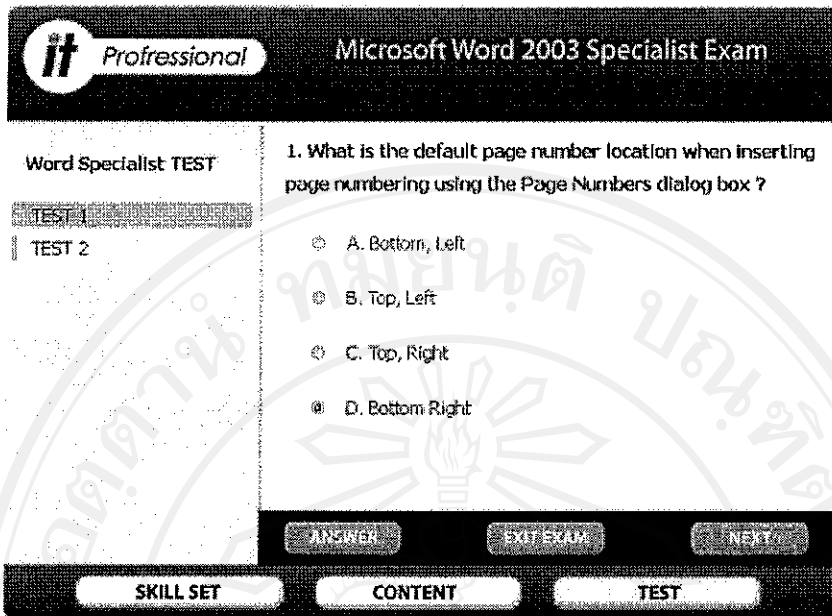 it Profressional
Microsoft Word 2003 Specialist Exam
Word Specialist TEST
TEST 1
TEST 2
1. What is the default page number location when inserting
page numbering using the Page Numbers dialog box ?
A. Bottom, Left
B. Top, Left
C. Top, Right
D. Bottom Right
ANSWER
EXIT EXAM
NEXT
SKILL SET
CONTENT
TEST